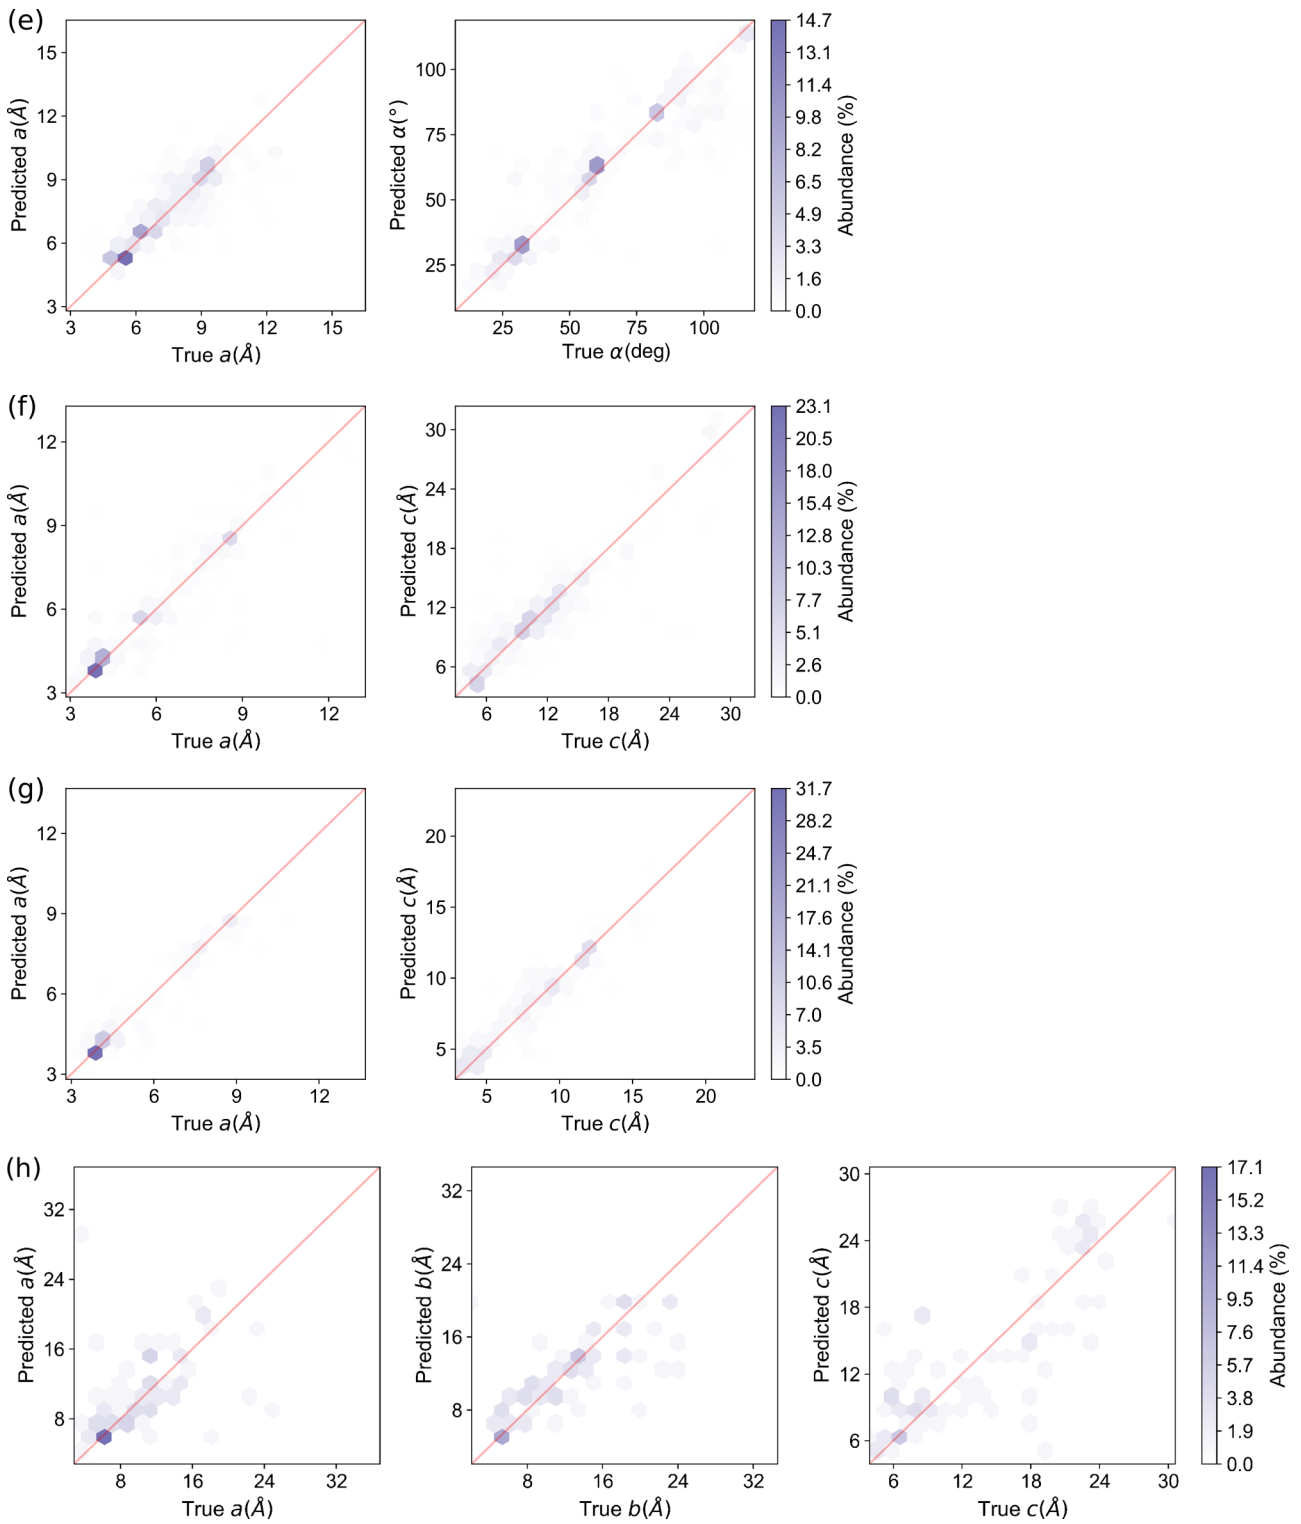 (e)
15
12
9
6
3
Predicted a(Å)
3 6 9 12 15
True a(Å)
100
75
50
25
Predicted α(°)
25 50 75 100
True α(deg)
14.7
13.1
11.4
9.8
8.2
6.5
4.9
3.3
1.6
0.0
Abundance (%)
(f)
12
9
6
3
Predicted a(Å)
3 6 9 12
True a(Å)
30
24
18
12
6
Predicted c(Å)
6 12 18 24 30
True c(Å)
23.1
20.5
18.0
15.4
12.8
10.3
7.7
5.1
2.6
0.0
Abundance (%)
(g)
12
9
6
3
Predicted a(Å)
3 6 9 12
True a(Å)
20
15
10
5
Predicted c(Å)
5 10 15 20
True c(Å)
31.7
28.2
24.7
21.1
17.6
14.1
10.6
7.0
3.5
0.0
Abundance (%)
(h)
32
24
16
8
Predicted a(Å)
8 16 24 32
True a(Å)
32
24
16
8
Predicted b(Å)
8 16 24 32
True b(Å)
30
24
18
12
6
Predicted c(Å)
6 12 18 24 30
True c(Å)
17.1
15.2
13.3
11.4
9.5
7.6
5.7
3.8
1.9
0.0
Abundance (%)